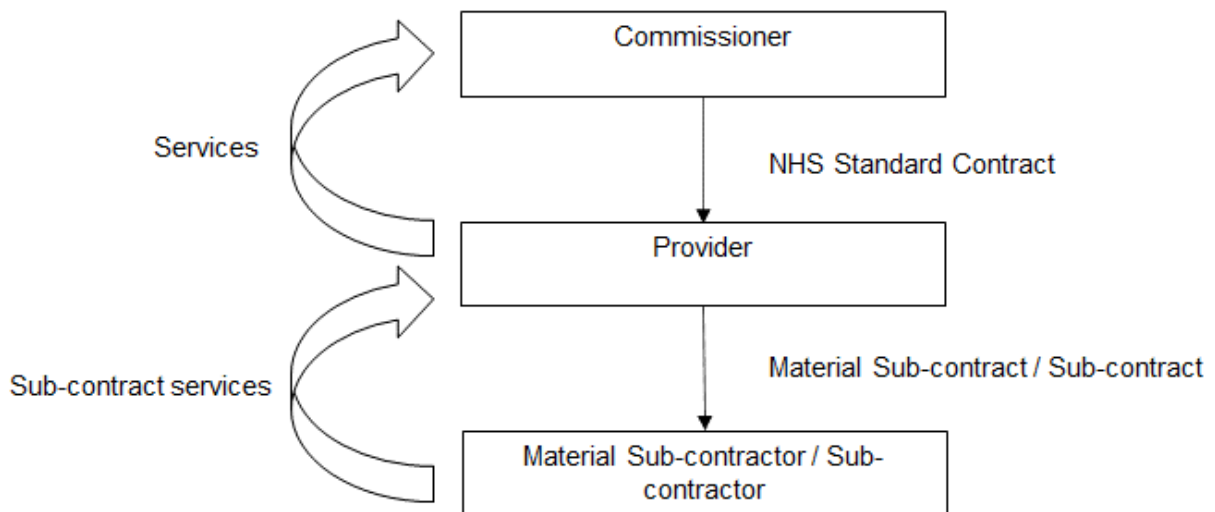 Commissioner
Services
NHS Standard Contract
Provider
Material Sub-contract / Sub-contract
Sub-contract services
Material Sub-contractor / Sub-
contractor